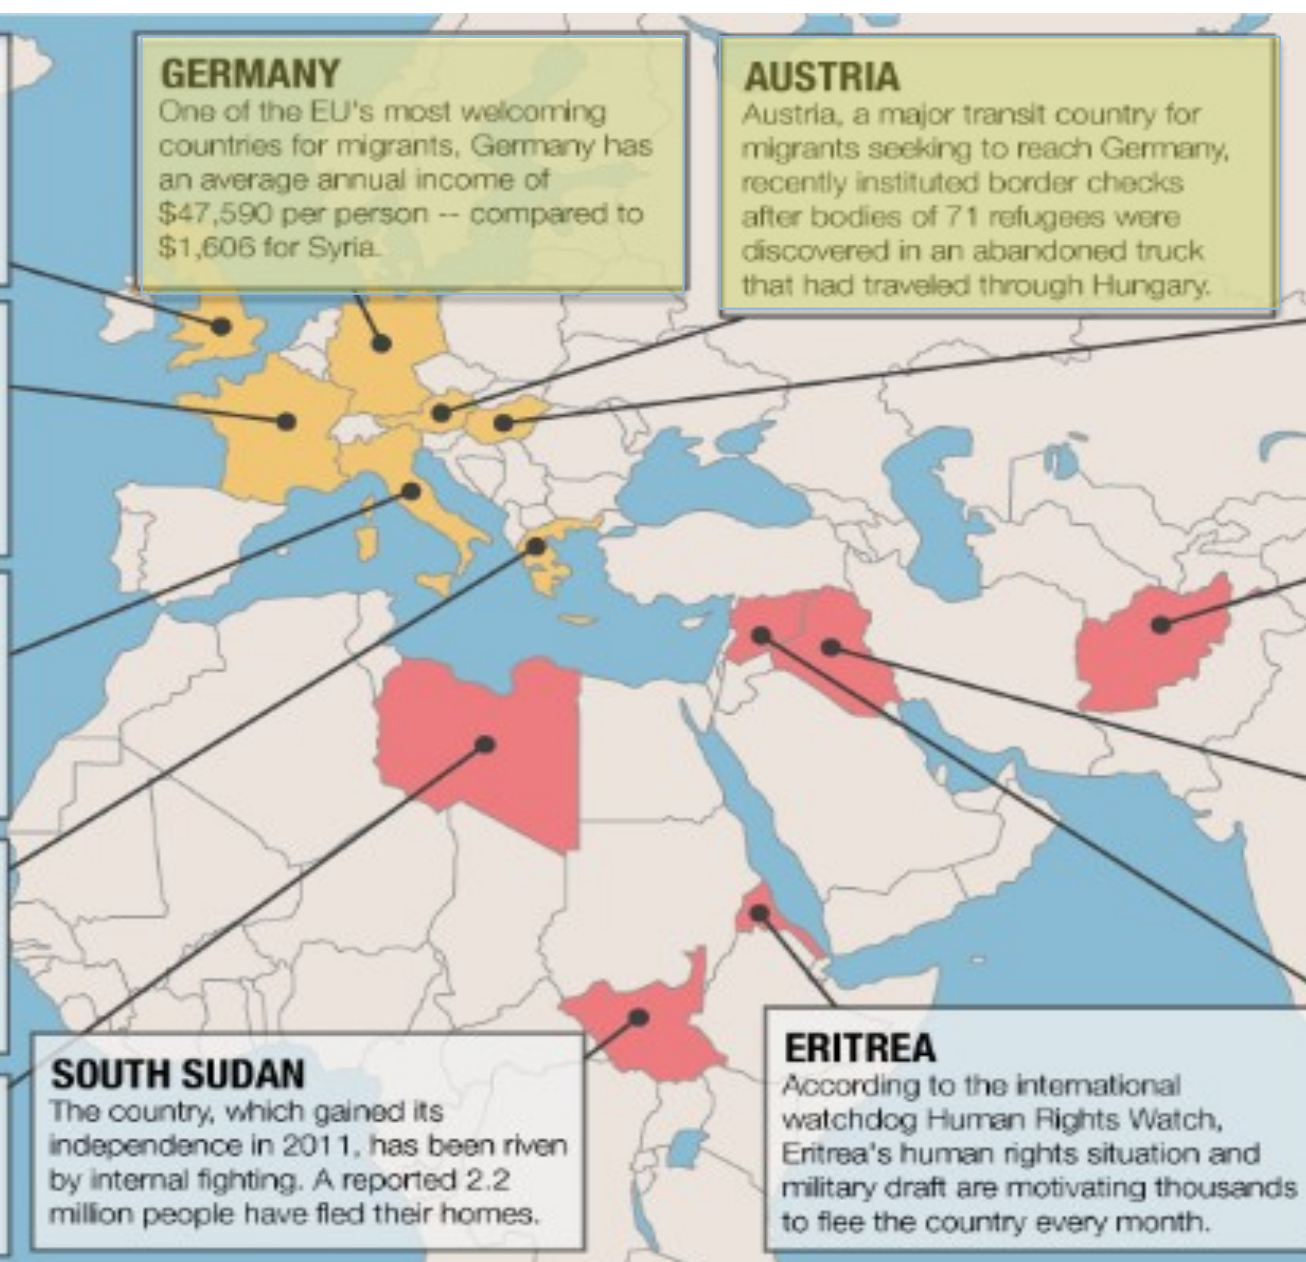 GERMANY
One of the EU's most welcoming
countries for migrants, Germany has
an average annual income of
$47,590 per person -- compared to
$1,606 for Syria.
AUSTRIA
Austria, a major transit country for
migrants seeking to reach Germany,
recently instituted border checks
after bodies of 71 refugees were
discovered in an abandoned truck
that had traveled through Hungary.
SOUTH SUDAN
The country, which gained its
independence in 2011, has been riven
by internal fighting. A reported 2.2
million people have fled their homes.
ERITREA
According to the international
watchdog Human Rights Watch,
Eritrea's human rights situation and
military draft are motivating thousands
to flee the country every month.